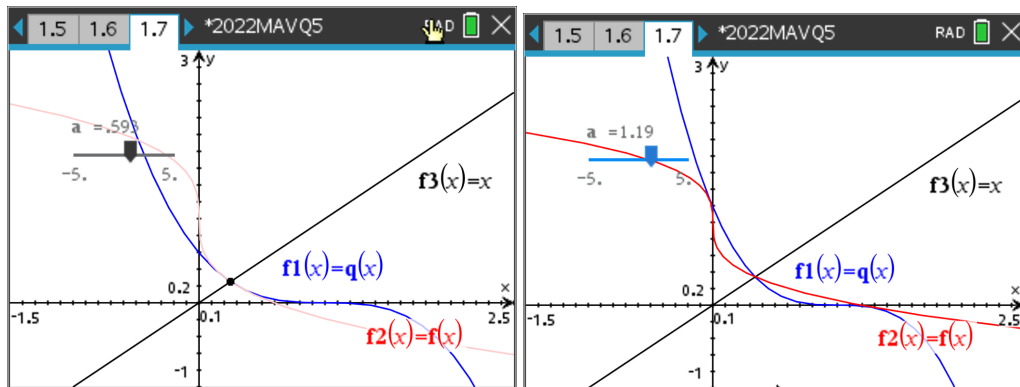 1.5 1.6 1.7 *2022MAVQ5
3 y
a =.593
-5. 5.
f3(x)=x
f1(x)=q(x)
0.2
x
-1.5 0.1 2.5
f2(x)=f(x)
-1
1.5 1.6 1.7 *2022MAVQ5 RAD
3 y
a =1.19
-5. 5.
f3(x)=x
f1(x)=q(x)
0.2
x
-1.5 0.1 2.5
f2(x)=f(x)
-1